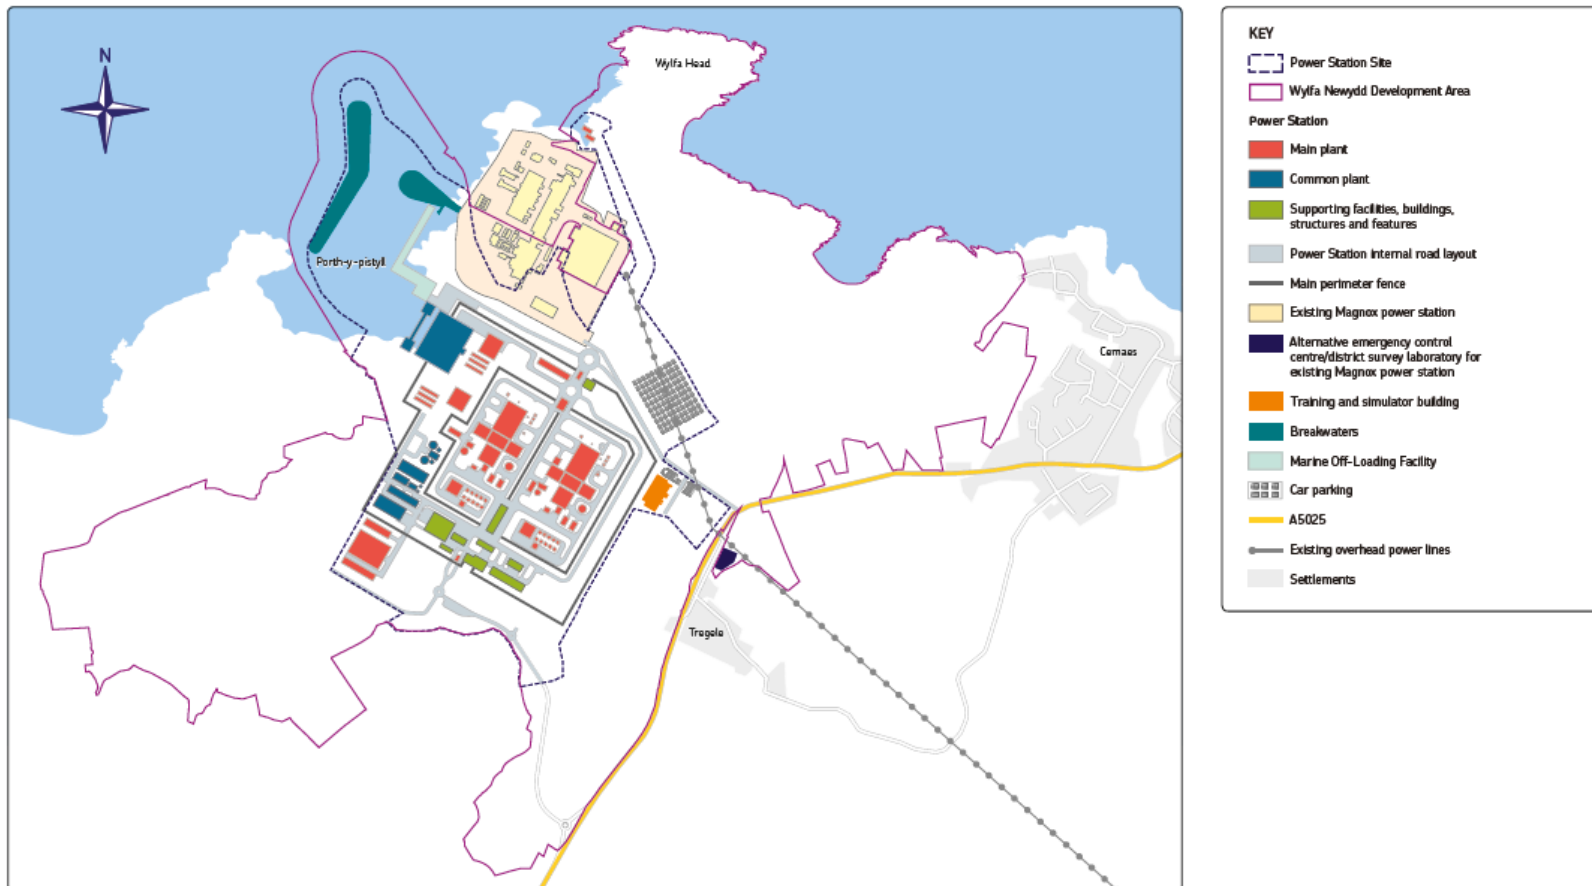 N
Wylfa Head
Porth-y-pistyll
Cemaes
Tregele
KEY
Power Station Site
Wylfa Newydd Development Area
Power Station
Main plant
Common plant
Supporting facilities, buildings,
structures and features
Power Station internal road layout
Main perimeter fence
Existing Magnox power station
Alternative emergency control
centre/district survey laboratory for
existing Magnox power station
Training and simulator building
Breakwaters
Marine Off-Loading Facility
Car parking
A5025
Existing overhead power lines
Settlements